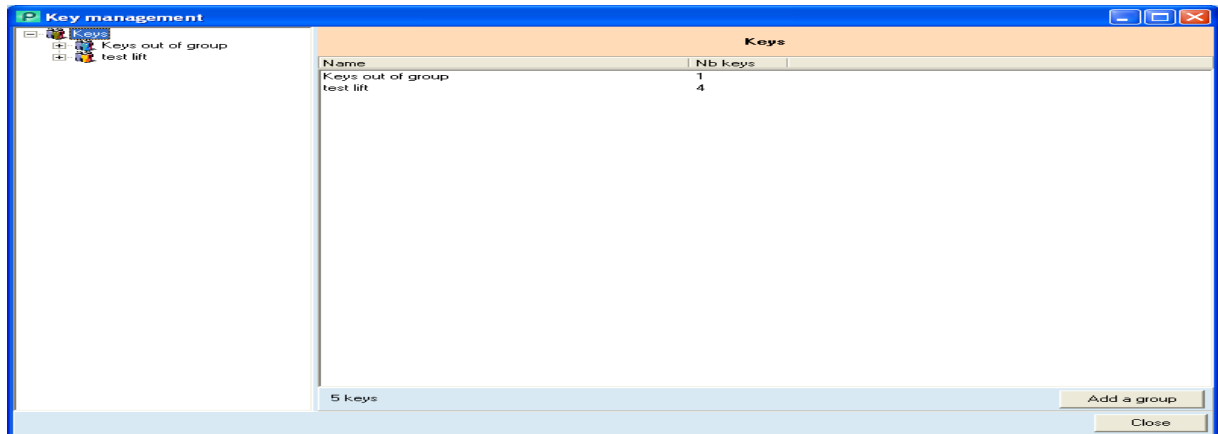 Key management
Keys
Keys out of group
test lift
Keys
Name Nb keys
Keys out of group 1
test lift 4
5 keys
Add a group
Close